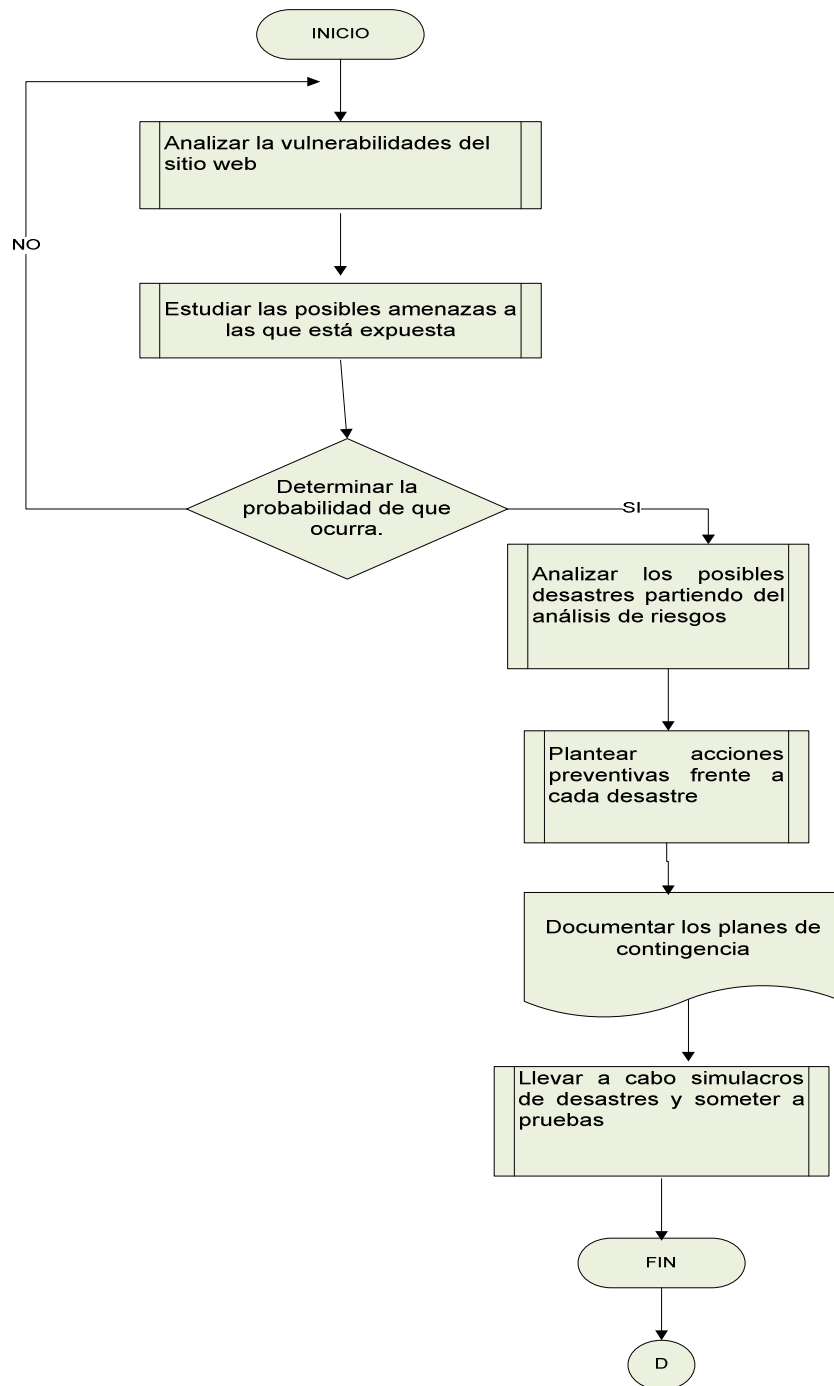 INICIO
Analizar la vulnerabilidades del
sitio web
NO
Estudiar las posibles amenazas a
las que está expuesta
Determinar la
probabilidad de que
ocurra.
SI
Analizar los posibles
desastres partiendo del
análisis de riesgos
Plantear acciones
preventivas frente a
cada desastre
Documentar los planes de
contingencia
Llevar a cabo simulacros
de desastres y someter a
pruebas
FIN
D